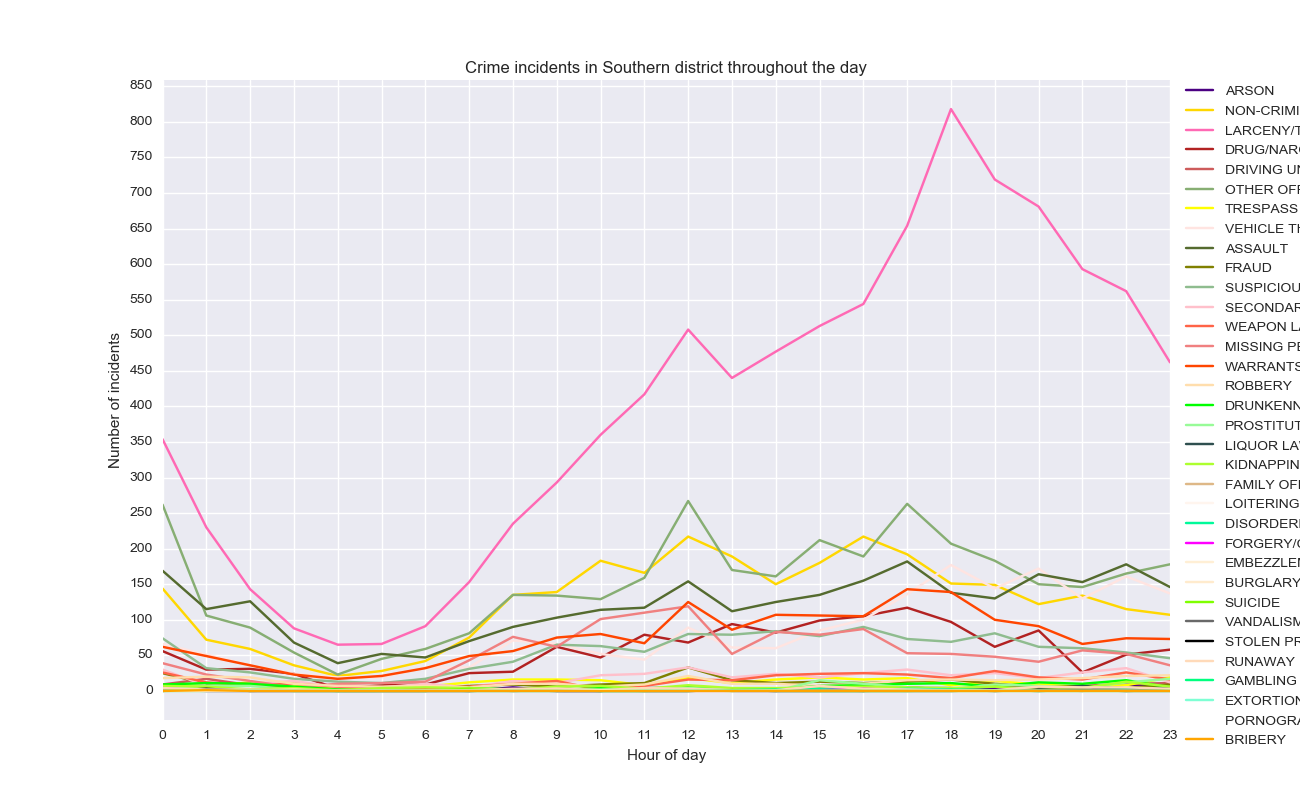 Crime incidents in Southern district throughout the day
850
800
750
700
650
600
550
500
450
400
350
300
250
200
150
100
50
0
Number of incidents
0 1 2 3 4 5 6 7 8 9 10 11 12 13 14 15 16 17 18 19 20 21 22 23
Hour of day
ARSON
NON-CRIMI
LARCENY/T
DRUG/NARC
DRIVING UN
OTHER OFF
TRESPASS
VEHICLE TH
ASSAULT
FRAUD
SUSPICIOU
SECONDAR
WEAPON LA
MISSING PE
WARRANTS
ROBBERY
DRUNKENN
PROSTITUT
LIQUOR LAW
KIDNAPPIN
FAMILY OFF
LOITERING
DISORDERL
FORGERY/C
EMBEZZLEM
BURGLARY
SUICIDE
VANDALISM
STOLEN PR
RUNAWAY
GAMBLING
EXTORTION
PORNOGRA
BRIBERY